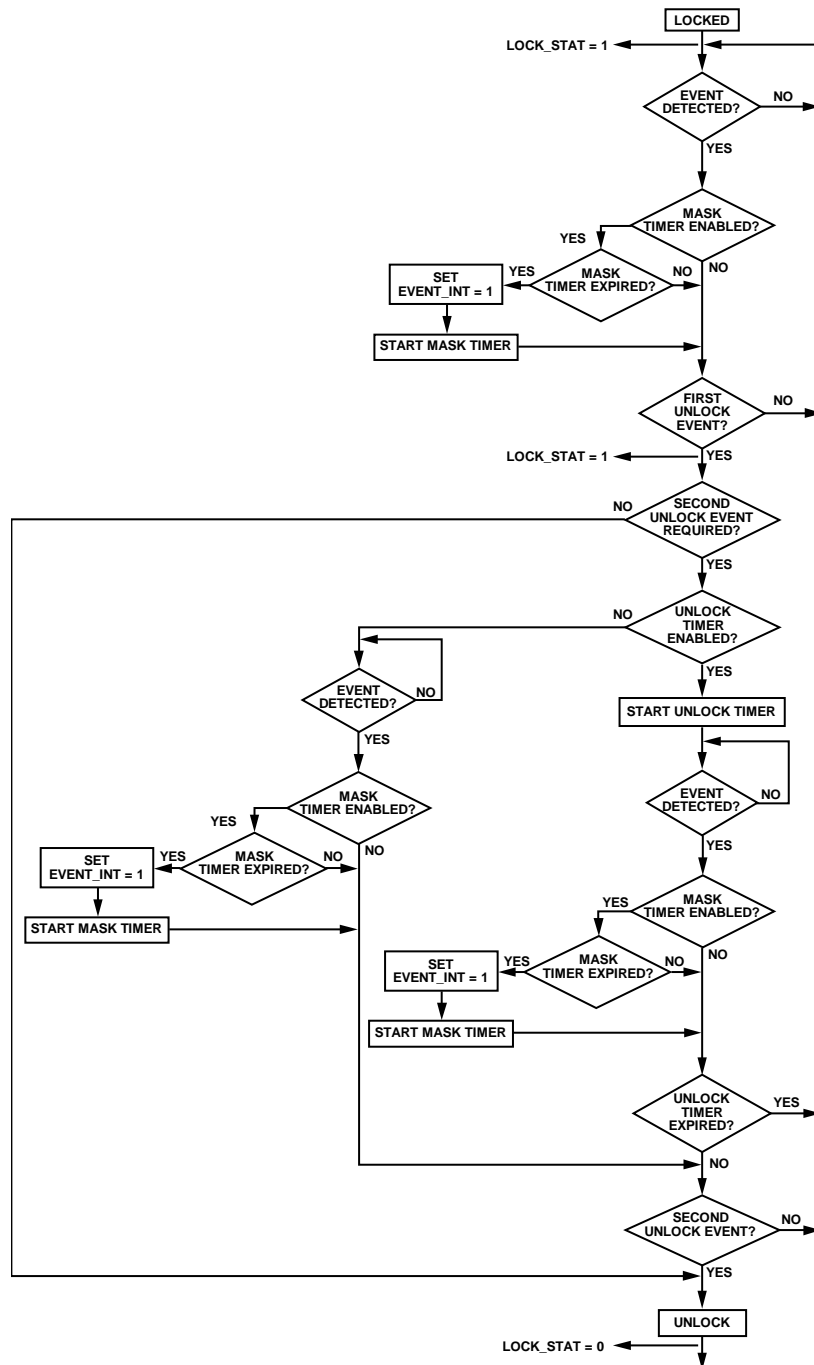 LOCKED
LOCK_STAT = 1
EVENT
DETECTED?
NO
YES
MASK
TIMER ENABLED?
YES
NO
SET
EVENT_INT = 1
YES
MASK
TIMER EXPIRED?
NO
START MASK TIMER
FIRST
UNLOCK
EVENT?
NO
YES
LOCK_STAT = 1
NO
SECOND
UNLOCK EVENT
REQUIRED?
YES
NO
UNLOCK
TIMER
ENABLED?
YES
EVENT
DETECTED?
NO
YES
START UNLOCK TIMER
EVENT
DETECTED?
NO
YES
MASK
TIMER ENABLED?
YES
NO
SET
EVENT_INT = 1
YES
MASK
TIMER EXPIRED?
NO
START MASK TIMER
MASK
TIMER ENABLED?
YES
NO
SET
EVENT_INT = 1
YES
MASK
TIMER EXPIRED?
NO
START MASK TIMER
UNLOCK
TIMER
EXPIRED?
YES
NO
SECOND
UNLOCK EVENT?
NO
YES
UNLOCK
LOCK_STAT = 0